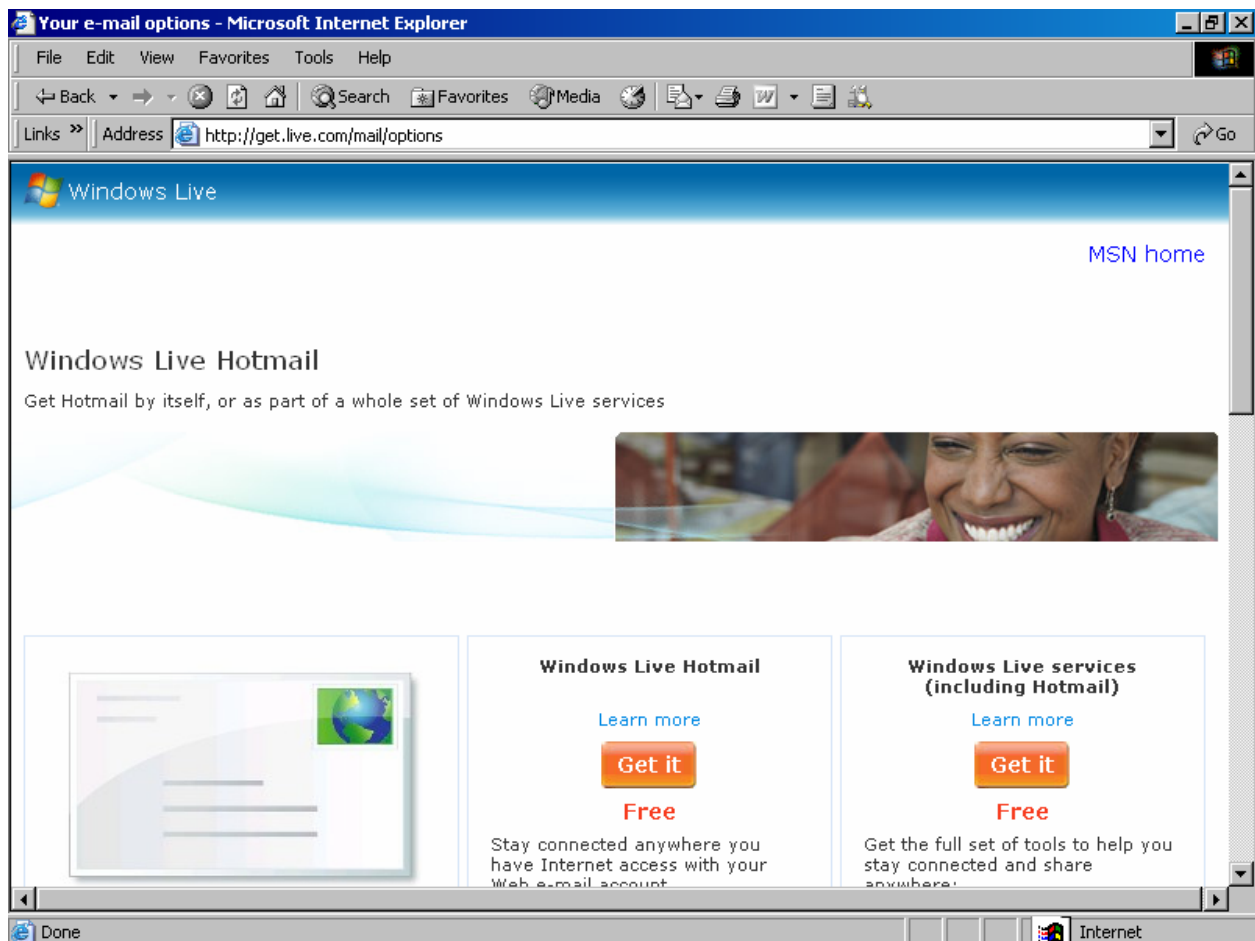 Your e-mail options - Microsoft Internet Explorer
File Edit View Favorites Tools Help
Back Search Favorites Media
Links » Address http://get.live.com/mail/options Go
Windows Live
MSN home
Windows Live Hotmail
Get Hotmail by itself, or as part of a whole set of Windows Live services
Windows Live Hotmail
Learn more
Get it
Free
Stay connected anywhere you
have Internet access with your
Web e-mail account
Windows Live services
(including Hotmail)
Learn more
Get it
Free
Get the full set of tools to help you
stay connected and share
anywhere:
Done Internet